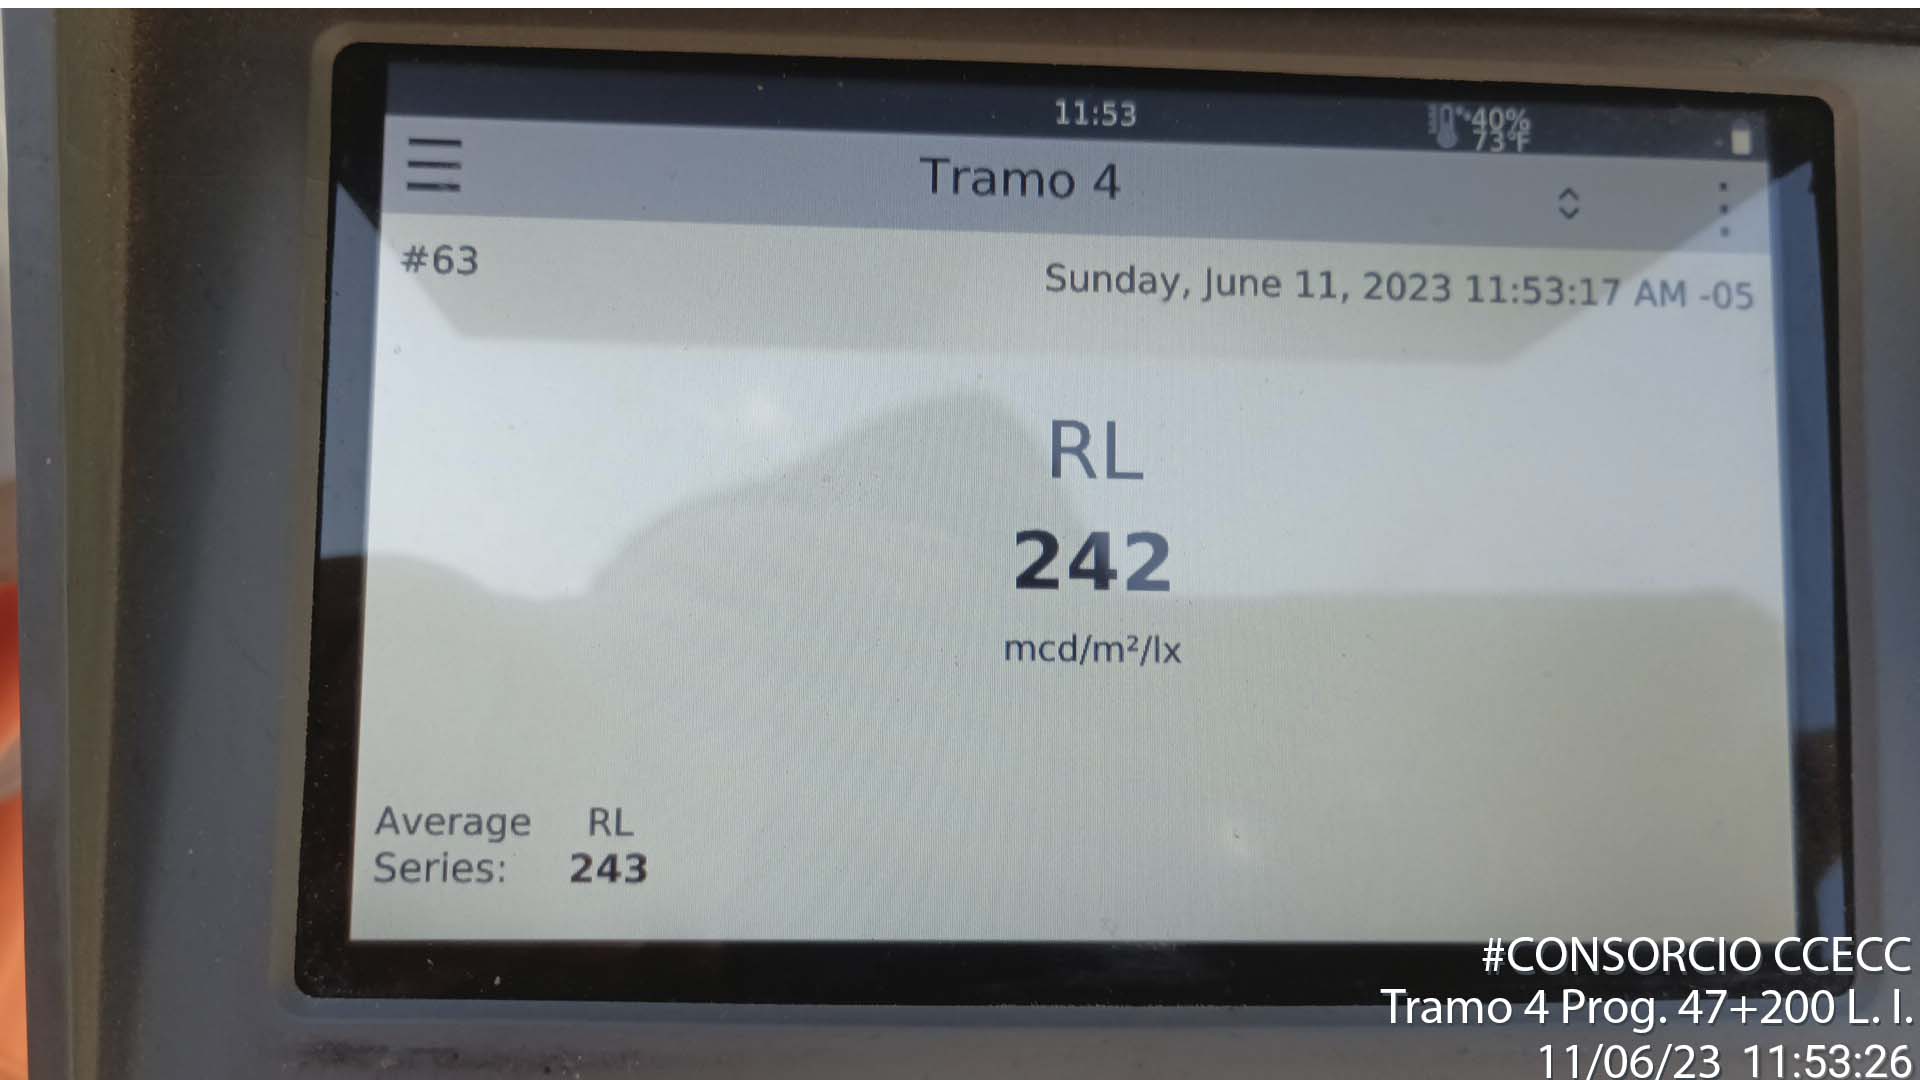 11:53
40%
73°F
Tramo 4
#63
Sunday, June 11, 2023 11:53:17 AM -05
RL
242
mcd/m²/lx
Average RL
Series: 243
#CONSORCIO CCECC
Tramo 4 Prog. 47+200 L. I.
11/06/23 11:53:26